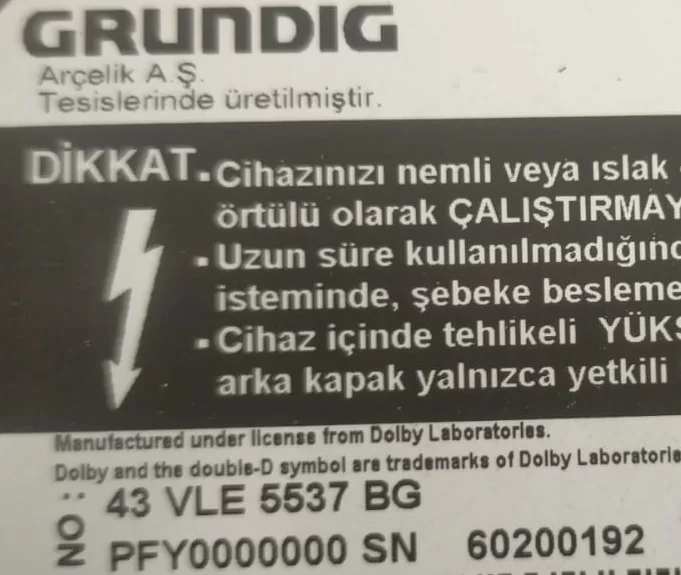 GRUNDIG
Arçelik A.Ş.
Tesislerinde üretilmiştir.
DİKKAT
▪ Cihazınızı nemli veya ıslak
örtülü olarak ÇALIŞTIRMAY
▪ Uzun süre kullanılmadığınd
isteminde, şebeke besleme
▪ Cihaz içinde tehlikeli YÜKS
arka kapak yalnızca yetkili
Manufactured under license from Dolby Laboratories.
Dolby and the double-D symbol are trademarks of Dolby Laboratorie
NO:
43 VLE 5537 BG
PFY0000000 SN 60200192